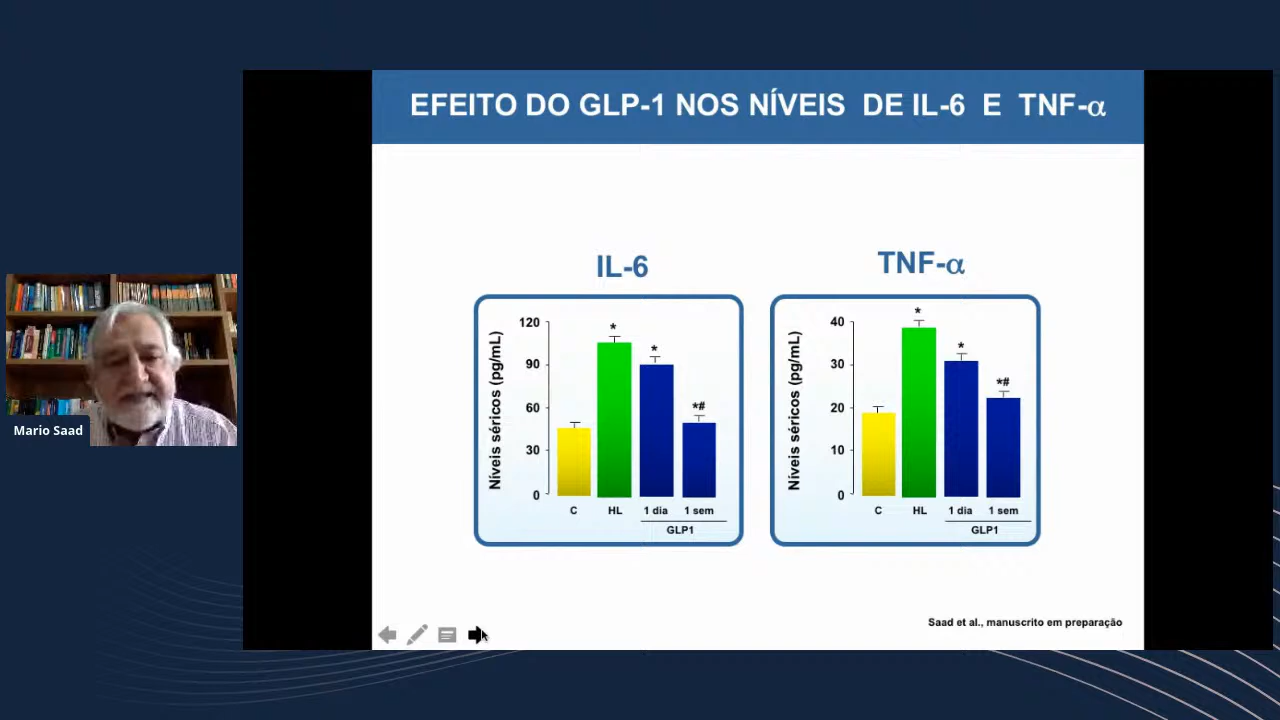 EFEITO DO GLP-1 NOS NÍVEIS DE IL-6 E TNF-α
IL-6
Níveis séricos (pg/mL)
120
90
60
30
0
*
*
*#
C HL 1 dia 1 sem
GLP1
TNF-α
Níveis séricos (pg/mL)
40
30
20
10
0
*
*
*#
C HL 1 dia 1 sem
GLP1
Mario Saad
Saad et al., manuscrito em preparação